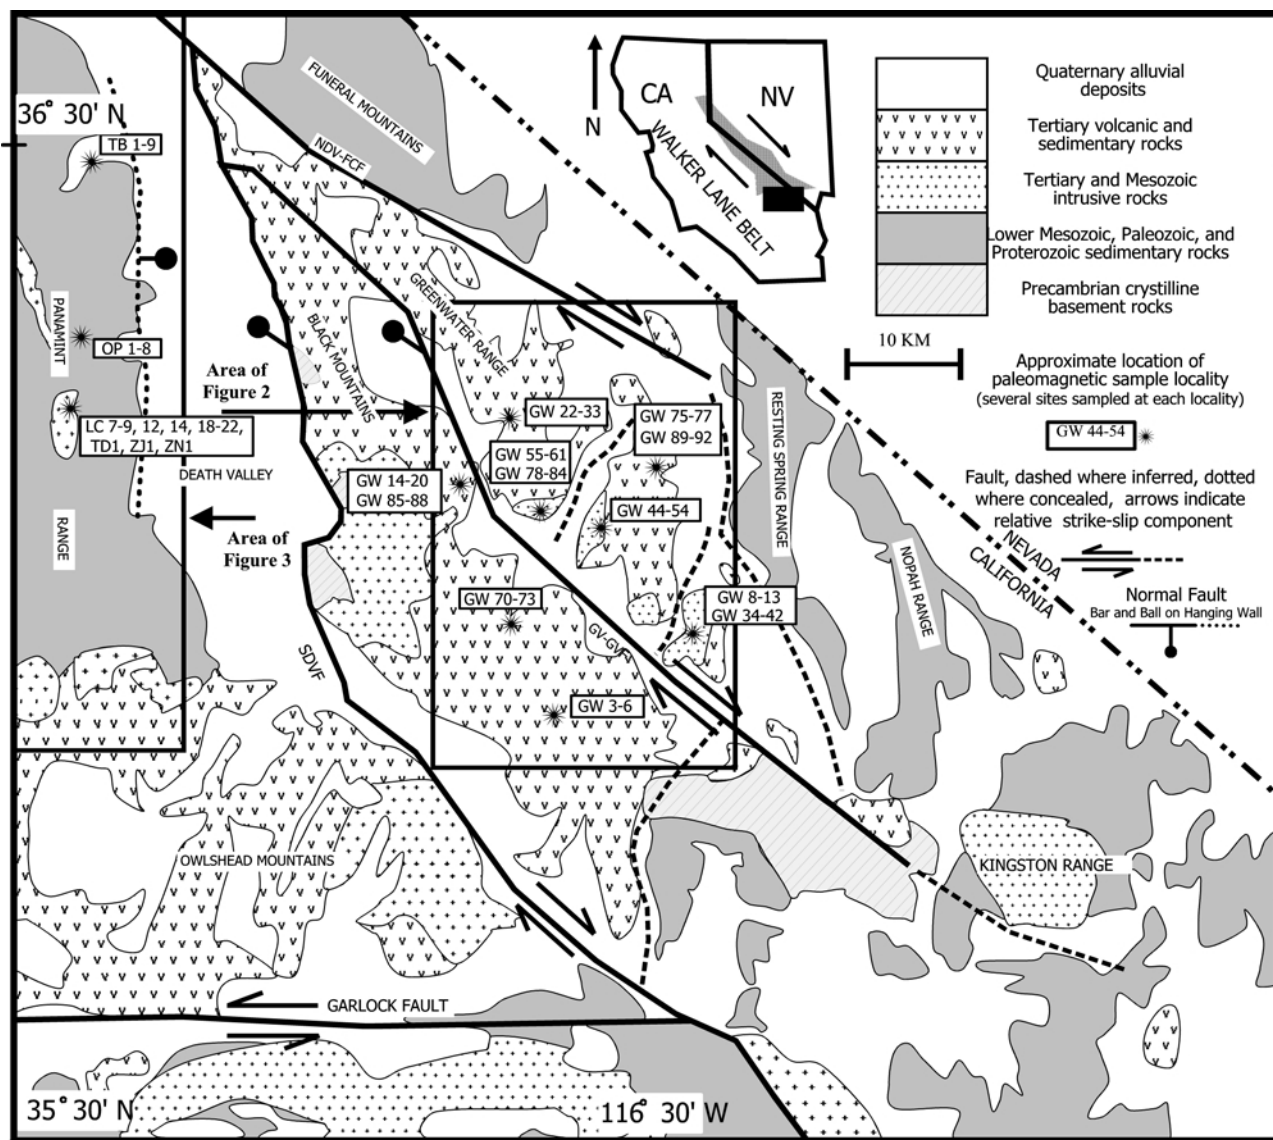 36° 30' N
TB 1-9
FUNERAL MOUNTAINS
NDV-FCF
CA
NV
N
WALKER LANE BELT
Quaternary alluvial
deposits
Tertiary volcanic and
sedimentary rocks
Tertiary and Mesozoic
intrusive rocks
Lower Mesozoic, Paleozoic, and
Proterozoic sedimentary rocks
Precambrian crystilline
basement rocks
10 KM
Approximate location of
paleomagnetic sample locality
(several sites sampled at each locality)
GW 44-54
Fault, dashed where inferred, dotted
where concealed, arrows indicate
relative strike-slip component
Normal Fault
Bar and Ball on Hanging Wall
NEVADA
CALIFORNIA
PANAMINT
OP 1-8
LC 7-9, 12, 14, 18-22,
TD1, ZJ1, ZN1
DEATH VALLEY
RANGE
Area of
Figure 2
Area of
Figure 3
BLACK MOUNTAINS
GREENWATER RANGE
GW 22-33
GW 75-77
GW 89-92
GW 55-61
GW 78-84
GW 14-20
GW 85-88
GW 44-54
GW 70-73
GW 8-13
GW 34-42
GW 3-6
GV-GVF
SDVF
RESTING SPRING RANGE
NOPAH RANGE
OWLSHEAD MOUNTAINS
KINGSTON RANGE
GARLOCK FAULT
35° 30' N
116° 30' W